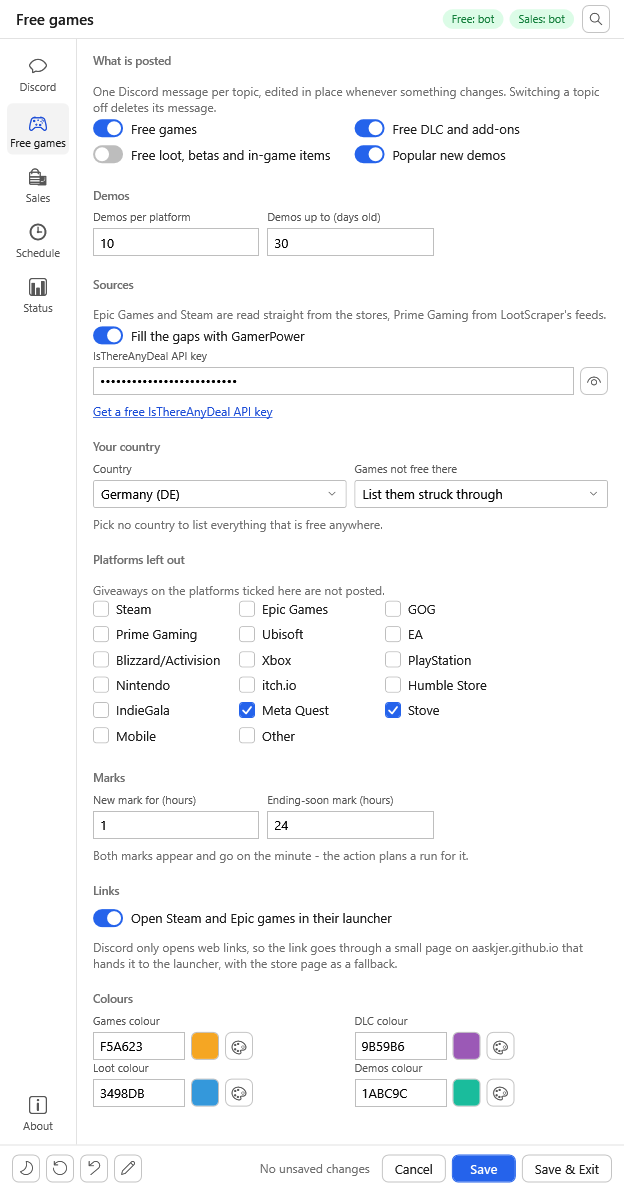 Free games
Free: bot
Sales: bot
Discord
Free games
Sales
Schedule
Status
About
What is posted
One Discord message per topic, edited in place whenever something changes. Switching a topic
off deletes its message.
Free games
Free DLC and add-ons
Free loot, betas and in-game items
Popular new demos
Demos
Demos per platform
Demos up to (days old)
10
30
Sources
Epic Games and Steam are read straight from the stores, Prime Gaming from LootScraper's feeds.
Fill the gaps with GamerPower
IsThereAnyDeal API key
Get a free IsThereAnyDeal API key
Your country
Country
Games not free there
Germany (DE)
List them struck through
Pick no country to list everything that is free anywhere.
Platforms left out
Giveaways on the platforms ticked here are not posted.
Steam
Epic Games
GOG
Prime Gaming
Ubisoft
EA
Blizzard/Activision
Xbox
PlayStation
Nintendo
itch.io
Humble Store
IndieGala
Meta Quest
Stove
Mobile
Other
Marks
New mark for (hours)
Ending-soon mark (hours)
1
24
Both marks appear and go on the minute - the action plans a run for it.
Links
Open Steam and Epic games in their launcher
Discord only opens web links, so the link goes through a small page on aaskjer.github.io that
hands it to the launcher, with the store page as a fallback.
Colours
Games colour
DLC colour
F5A623
9B59B6
Loot colour
Demos colour
3498DB
1ABC9C
No unsaved changes
Cancel
Save
Save & Exit